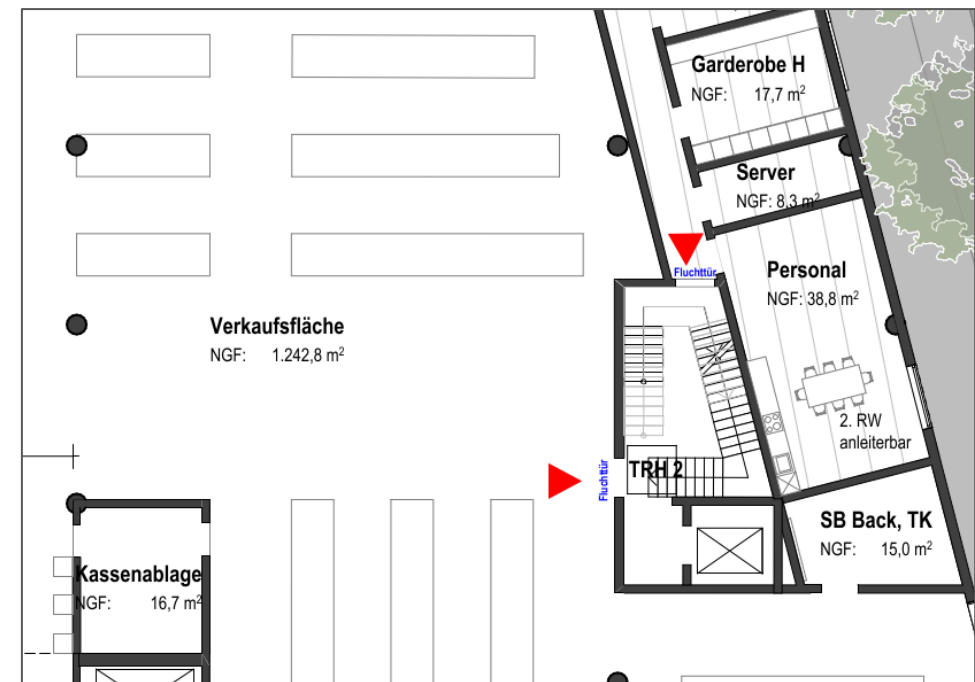 Garderobe H
NGF: 17,7 m²
Server
NGF: 8,3 m²
Fluchttür
Personal
NGF: 38,8 m²
Verkaufsfläche
NGF: 1.242,8 m²
2. RW
anleiterbar
Fluchttür
TRH 2
SB Back, TK
NGF: 15,0 m²
Kassenablage
NGF: 16,7 m²